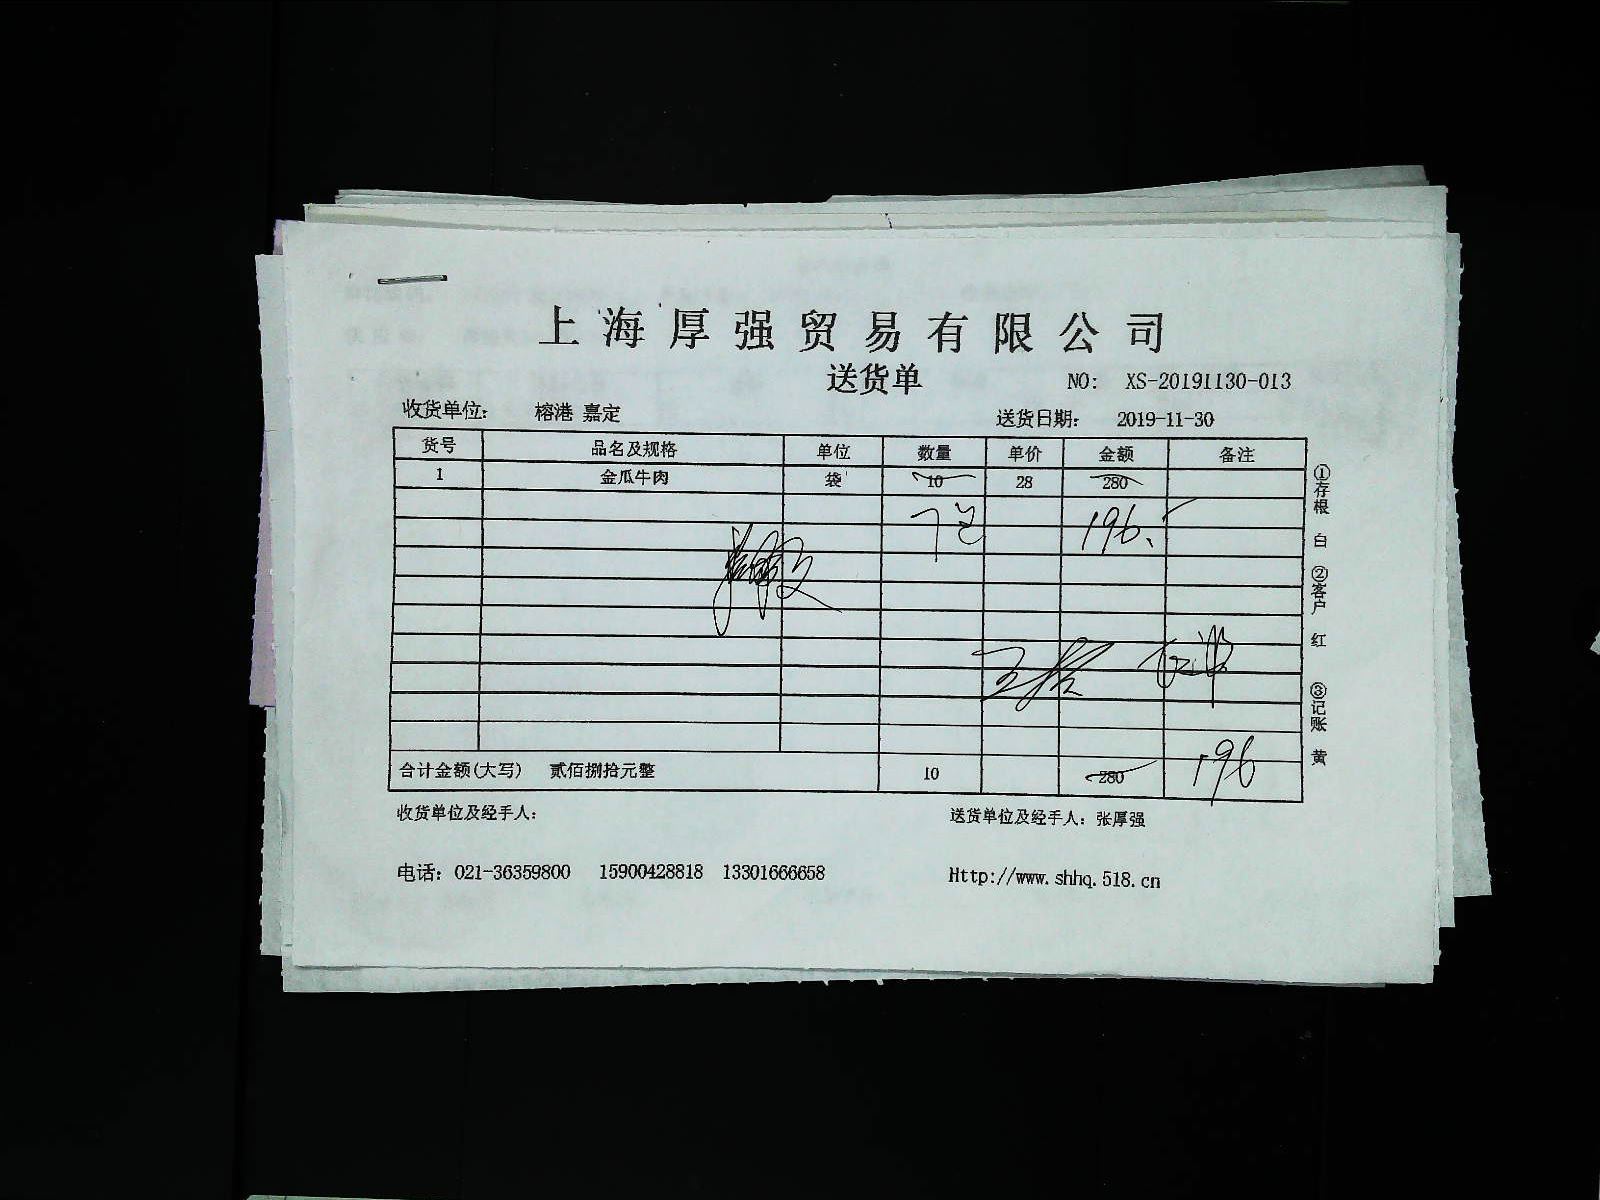 上海厚强贸易有限公司
送货单
NO: XS-20191130-013
收货单位: 榕港 嘉定
送货日期: 2019-11-30
货号 品名及规格 单位 数量 单价 金额 备注
1 金瓜牛肉 袋 10 28 280
7 196
196
合计金额(大写) 贰佰捌拾元整 10 280
收货单位及经手人:
送货单位及经手人: 张厚强
电话: 021-36359800 15900428818 13301666658
Http://www.shhq.518.cn
①存根 白 ②客户 红 ③记账 黄